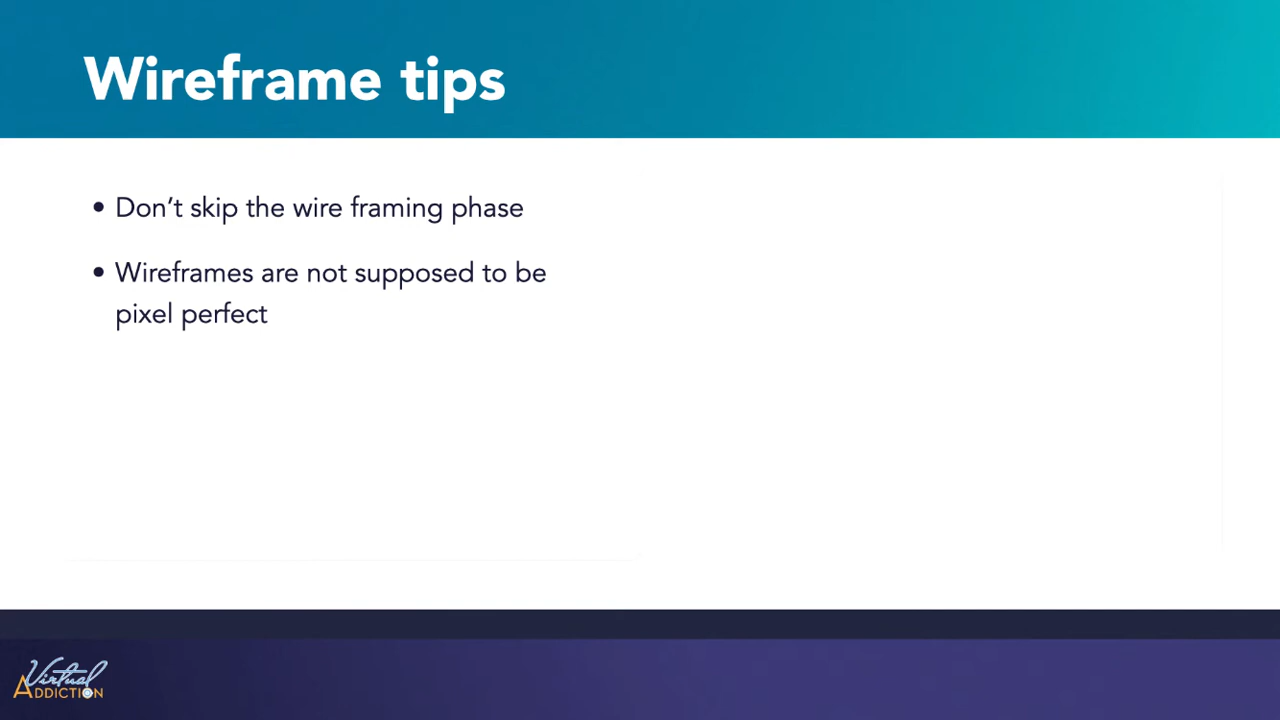 Wireframe tips
• Don’t skip the wire framing phase
• Wireframes are not supposed to be
pixel perfect
Virtual
ADDICTION